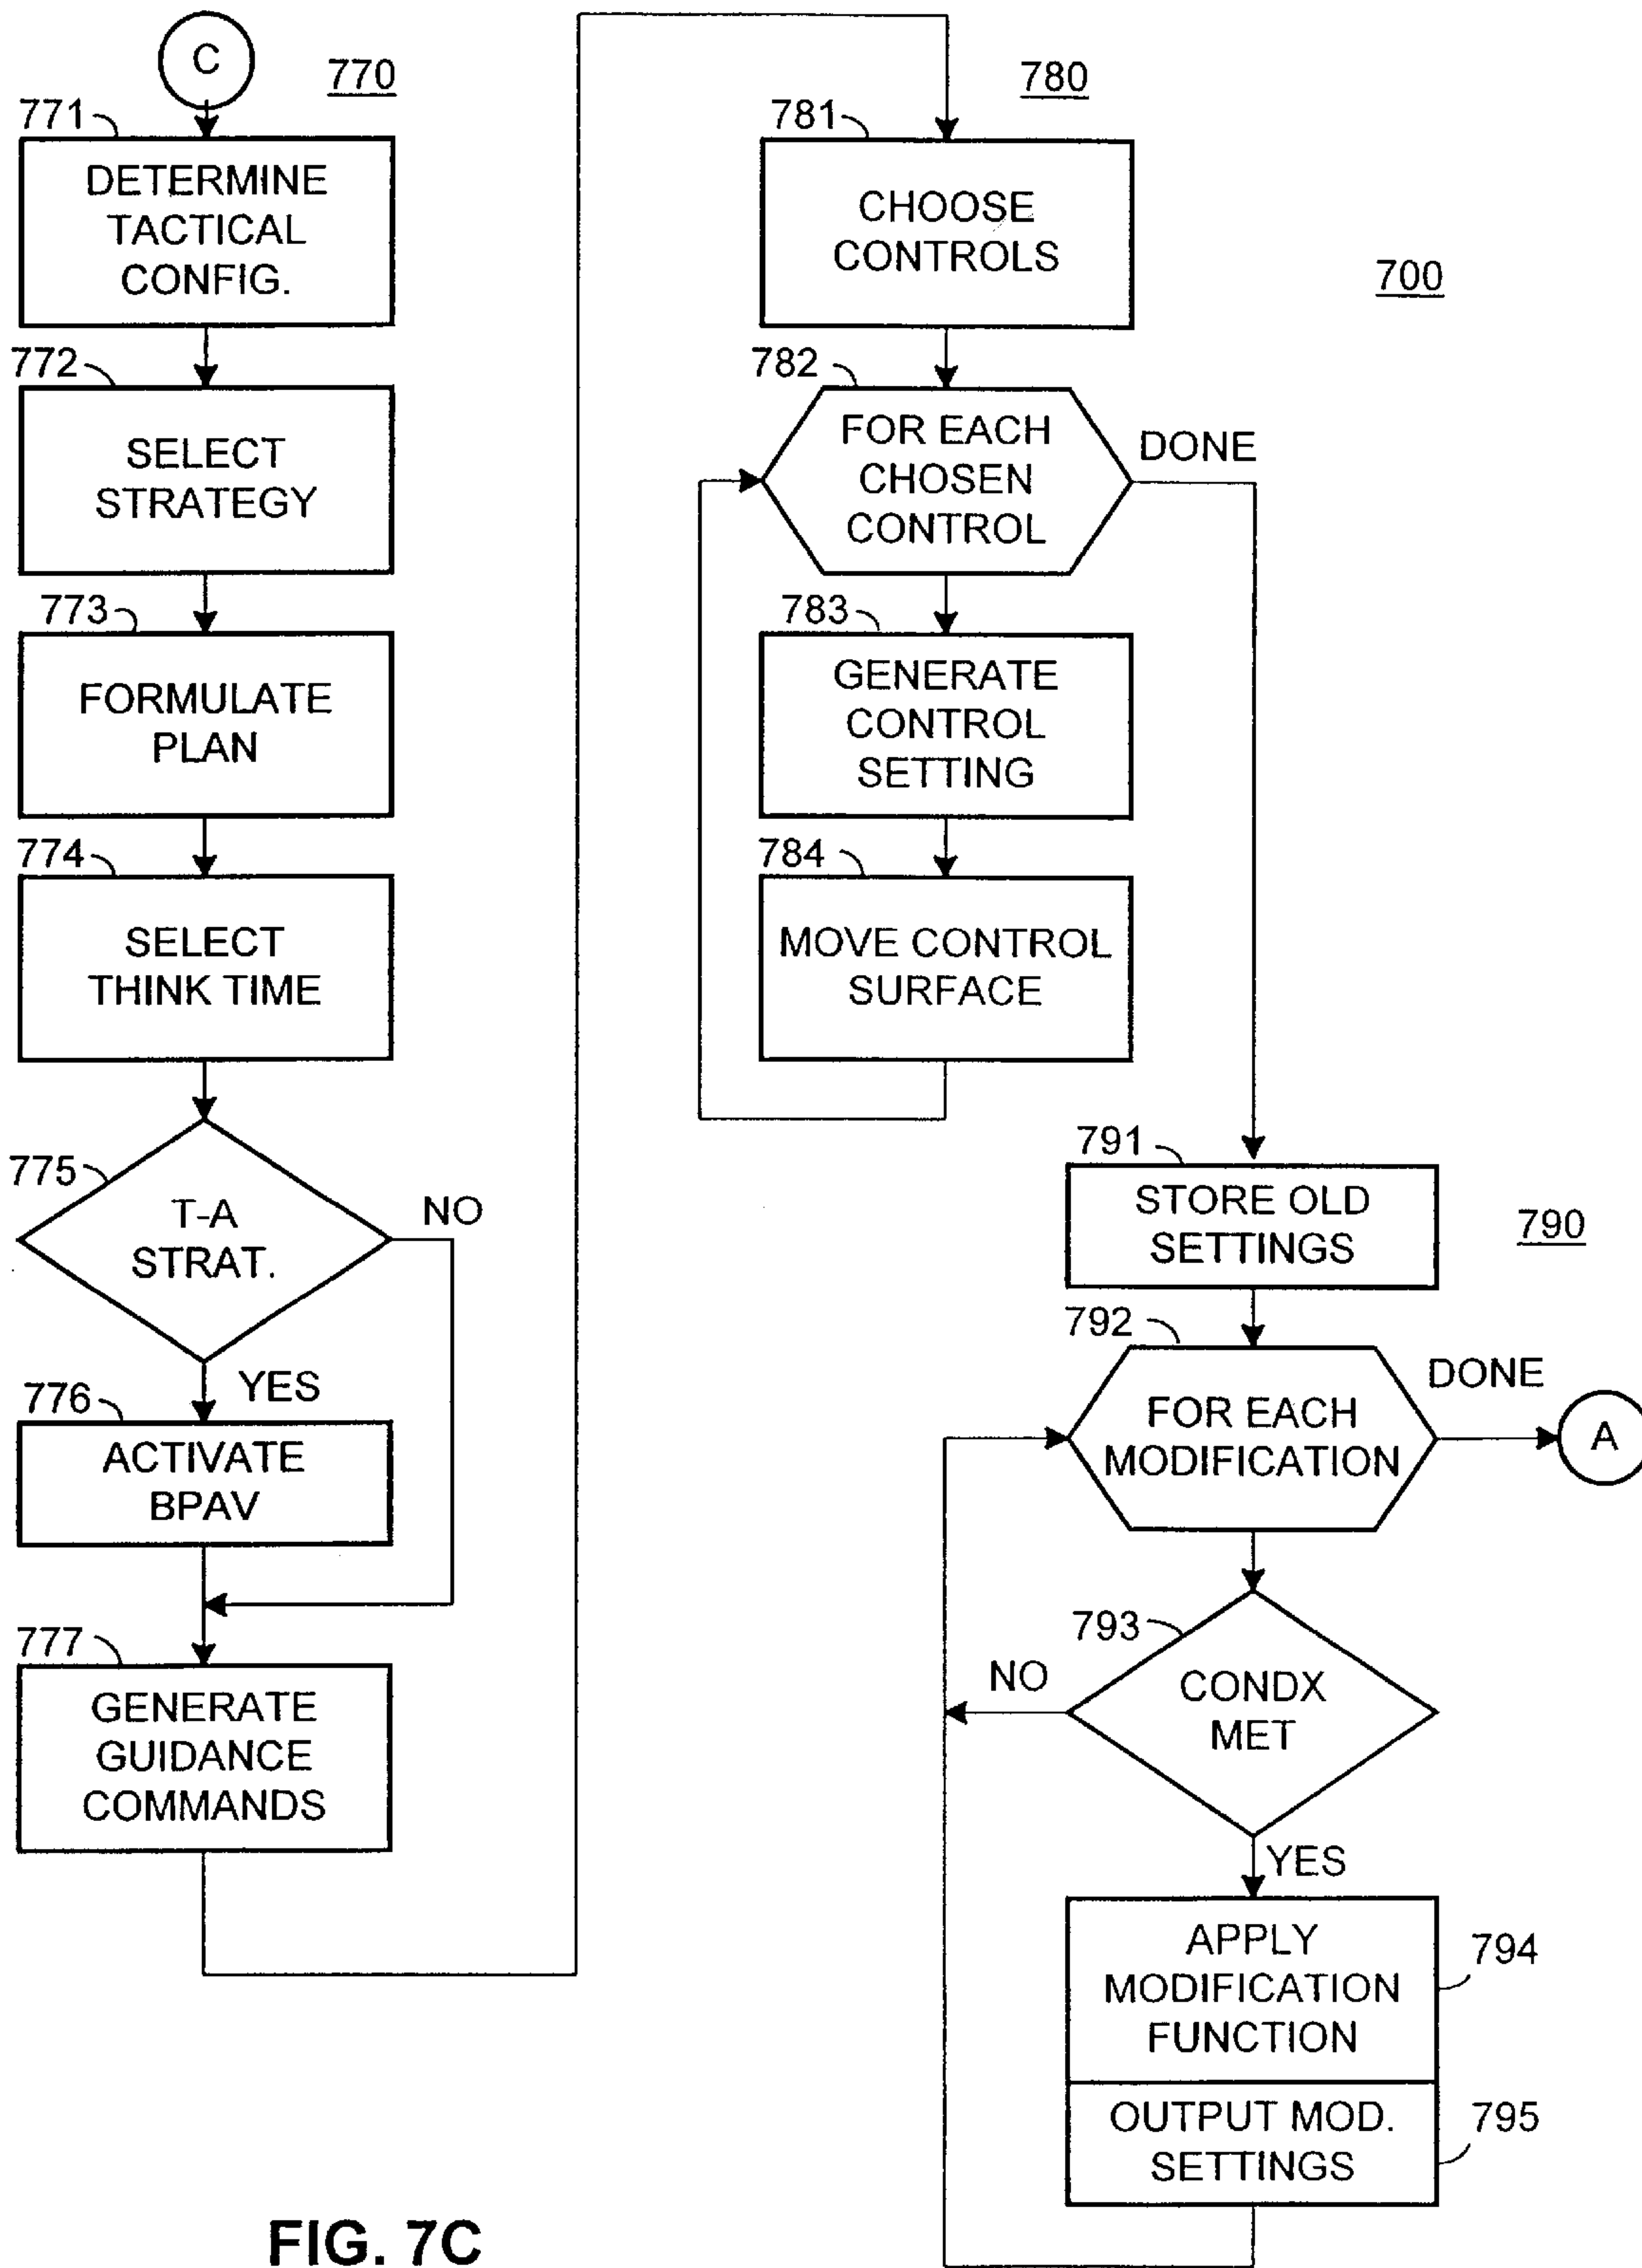 C
770
771
DETERMINE
TACTICAL
CONFIG.
772
SELECT
STRATEGY
773
FORMULATE
PLAN
774
SELECT
THINK TIME
775
T-A
STRAT.
NO
YES
776
ACTIVATE
BPAV
777
GENERATE
GUIDANCE
COMMANDS
780
781
CHOOSE
CONTROLS
700
782
FOR EACH
CHOSEN
CONTROL
DONE
783
GENERATE
CONTROL
SETTING
784
MOVE CONTROL
SURFACE
791
STORE OLD
SETTINGS
790
792
FOR EACH
MODIFICATION
DONE
A
793
CONDX
MET
NO
YES
APPLY
MODIFICATION
FUNCTION
794
OUTPUT MOD.
SETTINGS
795
FIG. 7C